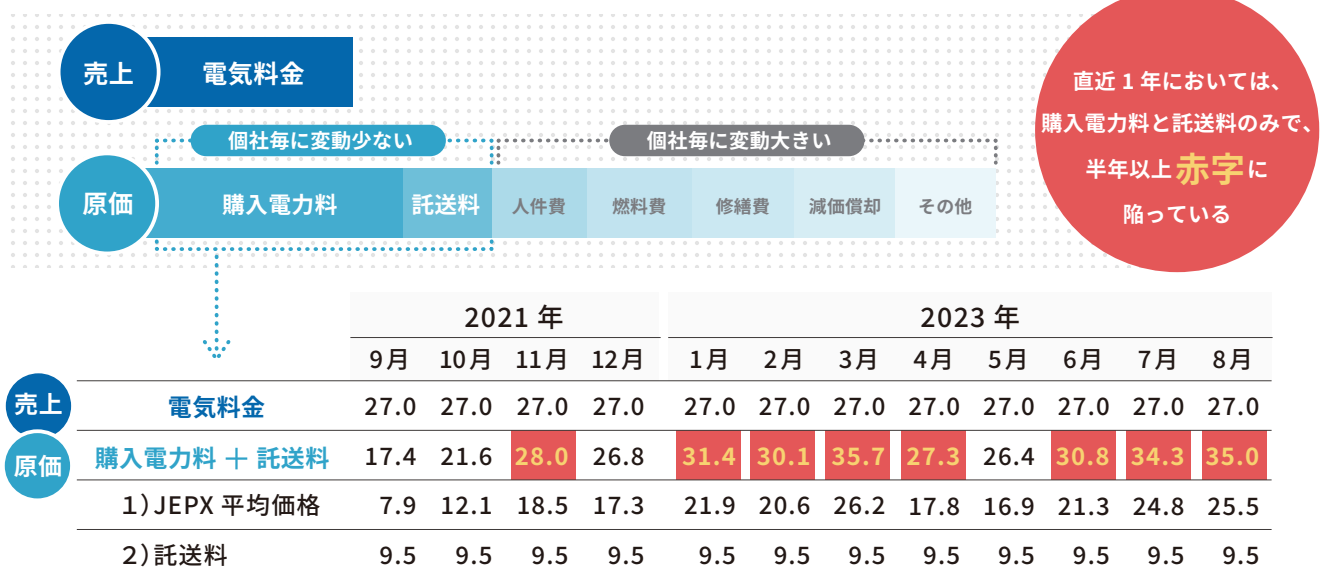 売上 電気料金
個社毎に変動少ない 個社毎に変動大きい
原価 購入電力料 託送料 人件費 燃料費 修繕費 減価償却 その他
直近 1 年においては、
購入電力料と託送料のみで、
半年以上赤字に
陥っている
2021 年 2023 年
9月 10月 11月 12月 1月 2月 3月 4月 5月 6月 7月 8月
売上 電気料金 27.0 27.0 27.0 27.0 27.0 27.0 27.0 27.0 27.0 27.0 27.0 27.0
原価 購入電力料 ＋ 託送料 17.4 21.6 28.0 26.8 31.4 30.1 35.7 27.3 26.4 30.8 34.3 35.0
1）JEPX 平均価格 7.9 12.1 18.5 17.3 21.9 20.6 26.2 17.8 16.9 21.3 24.8 25.5
2）託送料 9.5 9.5 9.5 9.5 9.5 9.5 9.5 9.5 9.5 9.5 9.5 9.5